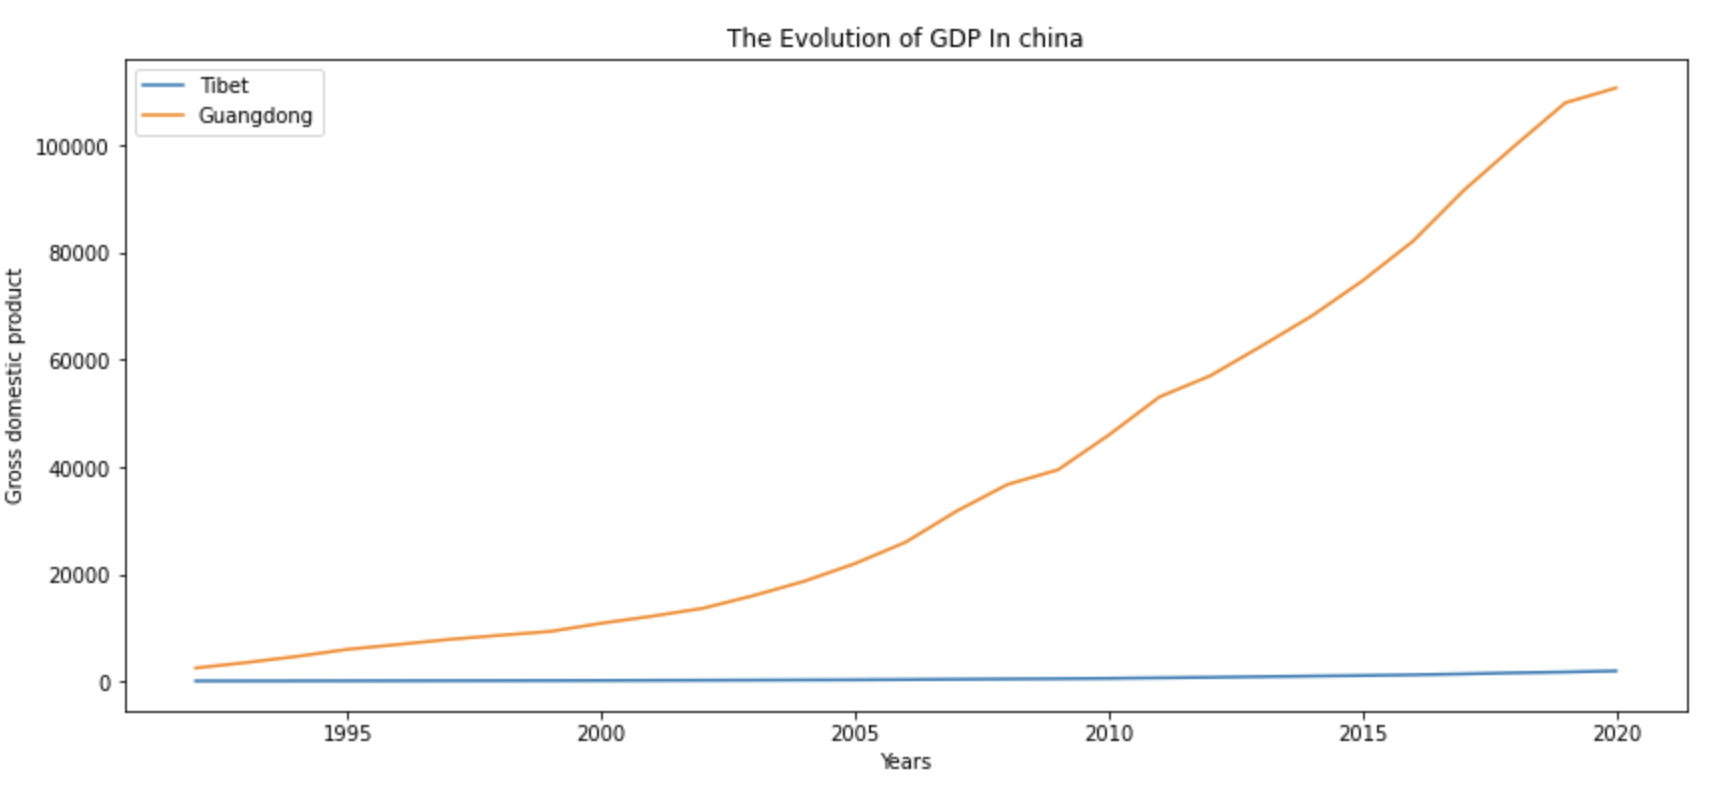 The Evolution of GDP In china
Tibet
Guangdong
Gross domestic product
100000
80000
60000
40000
20000
0
1995 2000 2005 2010 2015 2020
Years